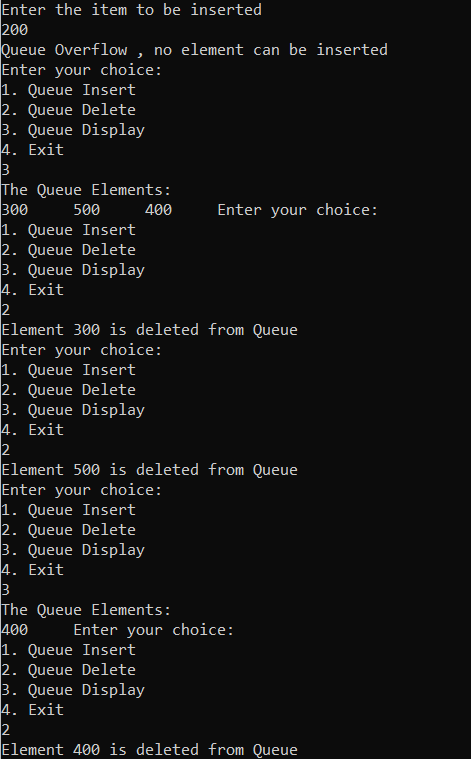 Enter the item to be inserted
200
Queue Overflow , no element can be inserted
Enter your choice:
1. Queue Insert
2. Queue Delete
3. Queue Display
4. Exit
3
The Queue Elements:
300     500     400     Enter your choice:
1. Queue Insert
2. Queue Delete
3. Queue Display
4. Exit
2
Element 300 is deleted from Queue
Enter your choice:
1. Queue Insert
2. Queue Delete
3. Queue Display
4. Exit
2
Element 500 is deleted from Queue
Enter your choice:
1. Queue Insert
2. Queue Delete
3. Queue Display
4. Exit
3
The Queue Elements:
400     Enter your choice:
1. Queue Insert
2. Queue Delete
3. Queue Display
4. Exit
2
Element 400 is deleted from Queue